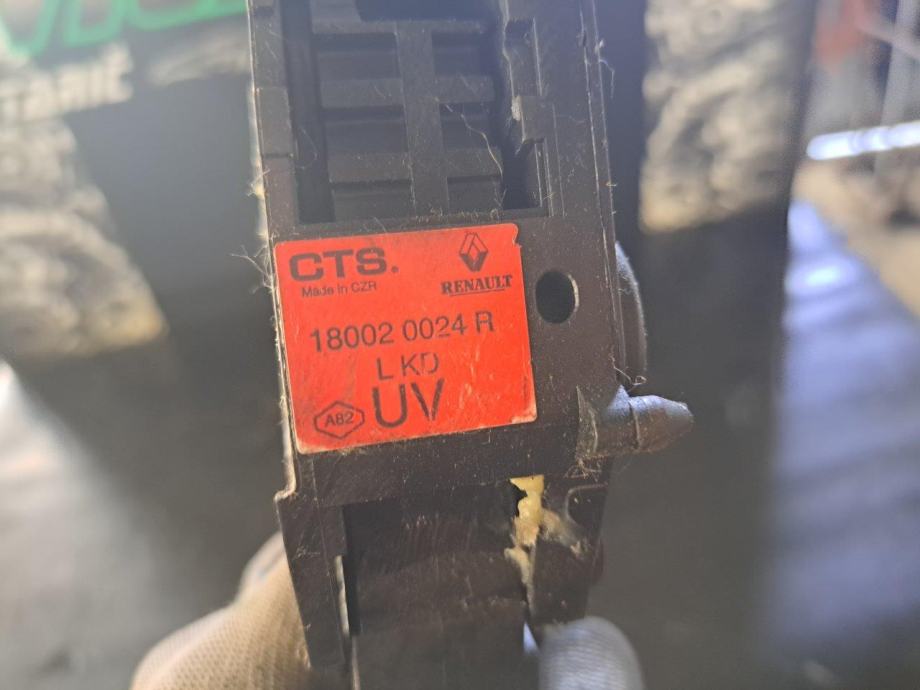 CTS.
Made in CZR
RENAULT
18002 0024 R
L KD
UV
A82